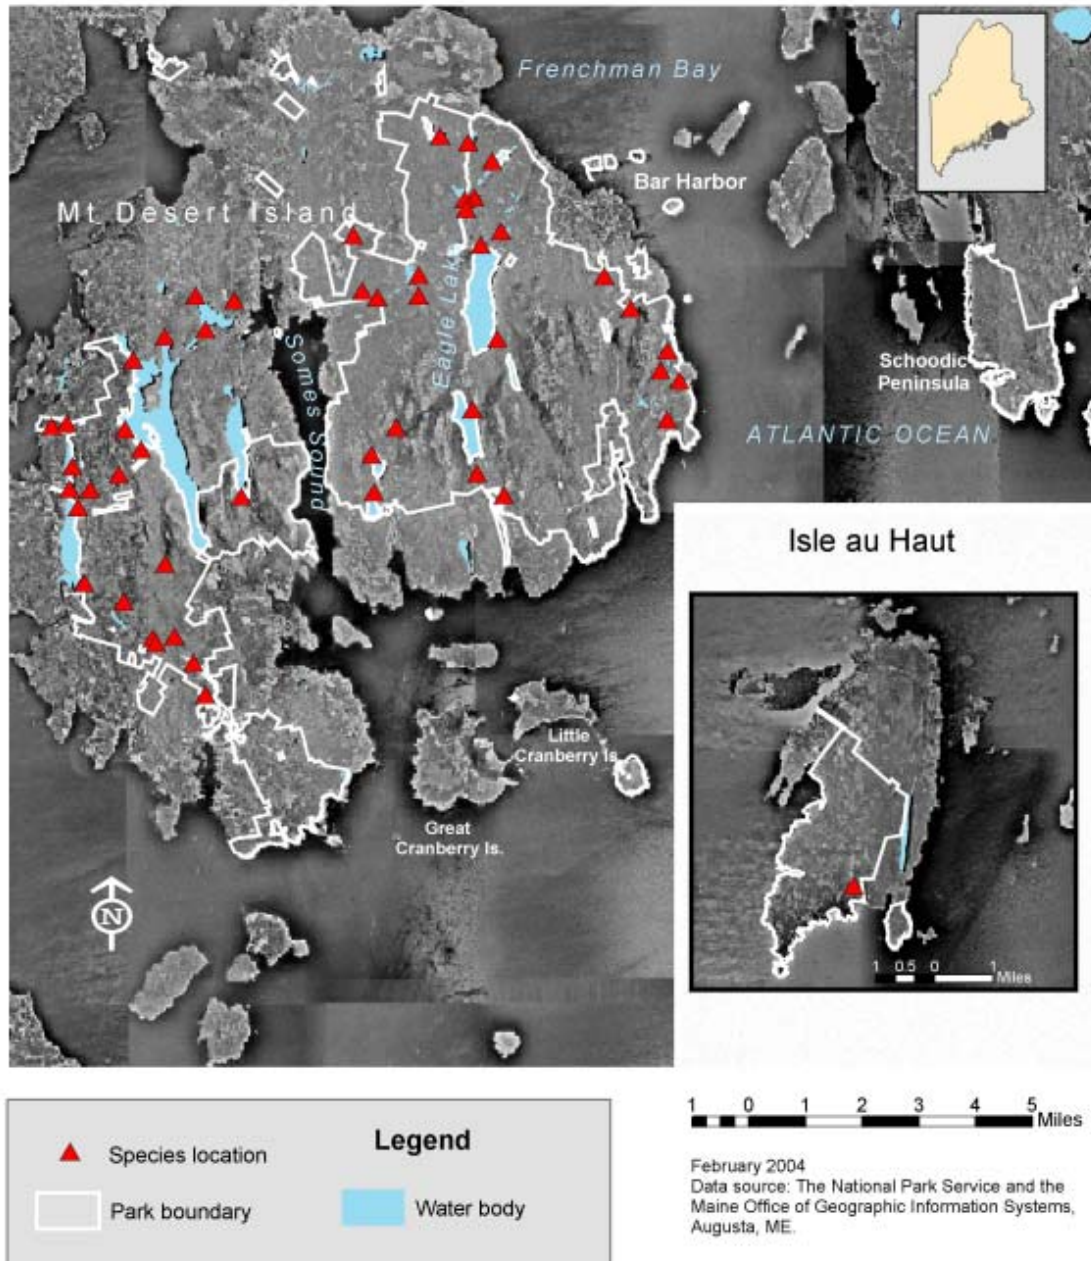 Frenchman Bay
Bar Harbor
Mt Desert Island
Eagle Lake
Somes Sound
Schoodic
Peninsula
ATLANTIC OCEAN
Isle au Haut
Little
Cranberry Is.
Great
Cranberry Is.
N
1 0.5 0 1
Miles
Legend
Species location
Park boundary
Water body
1 0 1 2 3 4 5
Miles
February 2004
Data source: The National Park Service and the
Maine Office of Geographic Information Systems,
Augusta, ME.